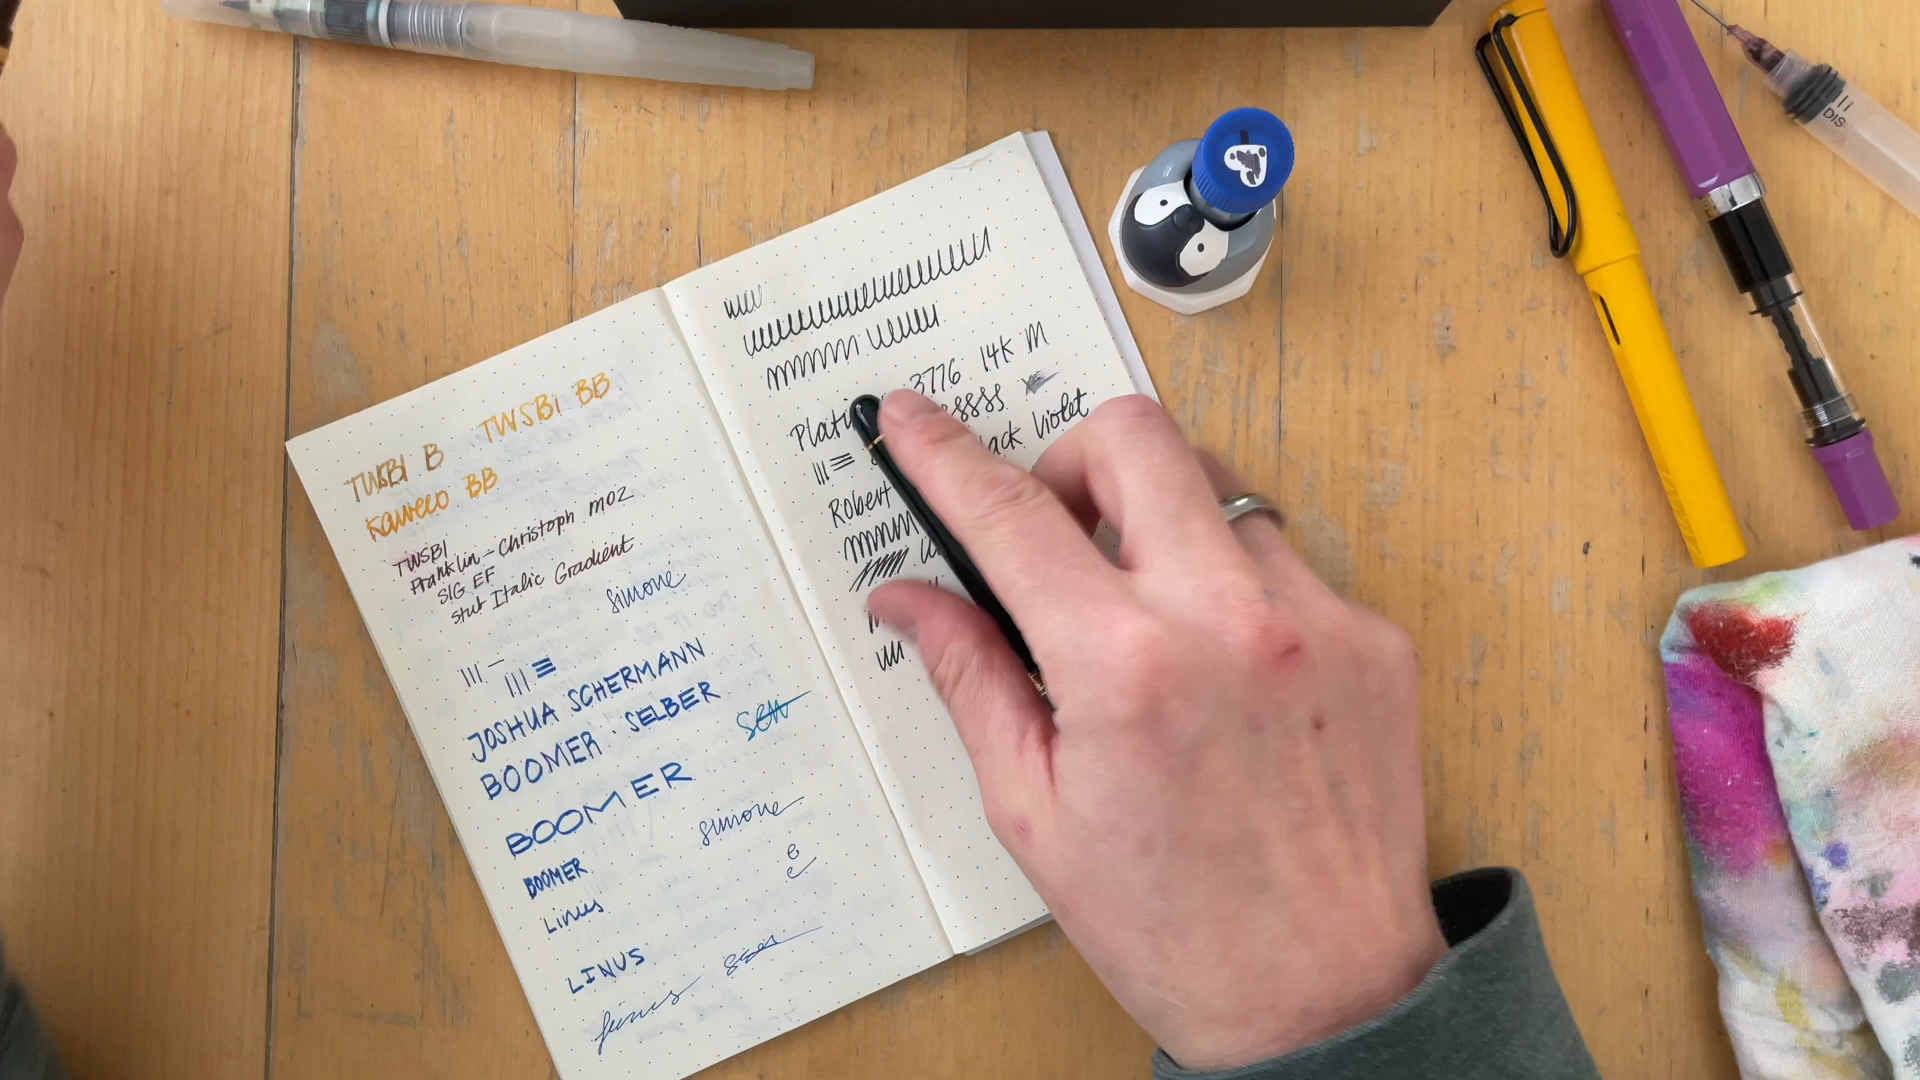 TWSBI B TWSBI BB
Kaweco BB
TWSBI
Franklin-Christoph M02
SIG EF
Stub Italic Gradient
simone
JOSHUA SCHERMANN
BOOMER · SELBER
BOOMER
simone
BOOMER
Linus
e
e
LINUS
3776 14K M
Violet
Robert
DIS